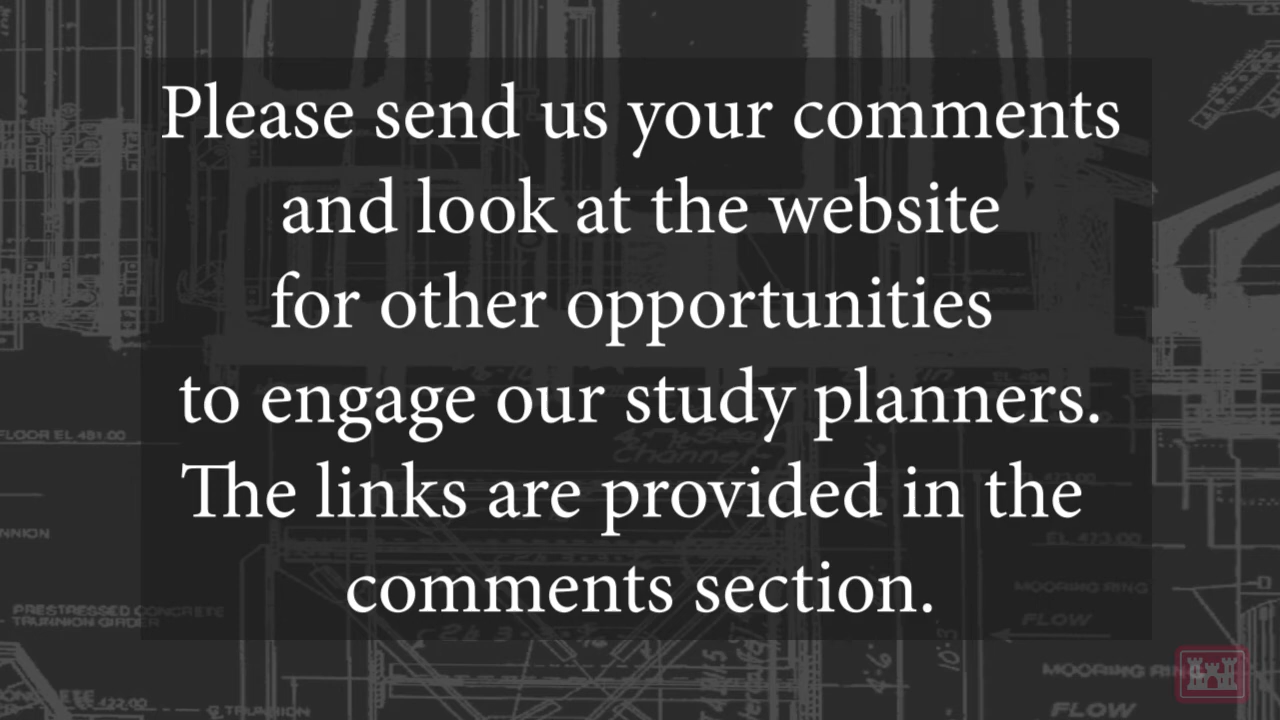 Please send us your comments
and look at the website
for other opportunities
to engage our study planners.
The links are provided in the
comments section.
FLOOR EL 481.00
PRESTRESSED CONCRETE
TRUNNION GIRDER
EL 473.00
MOORING RING
FLOW
MOORING RING
FLOW